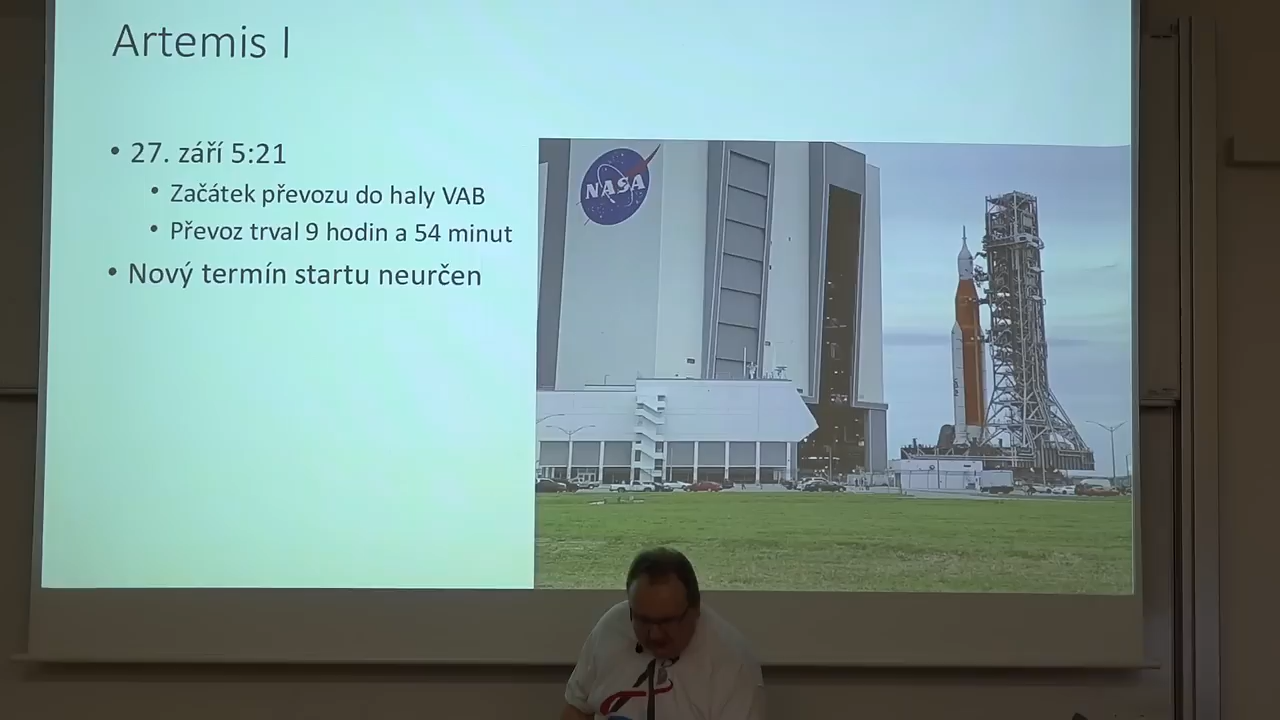 Artemis I
• 27. září 5:21
• Začátek převozu do haly VAB
• Převoz trval 9 hodin a 54 minut
• Nový termín startu neurčen
NASA